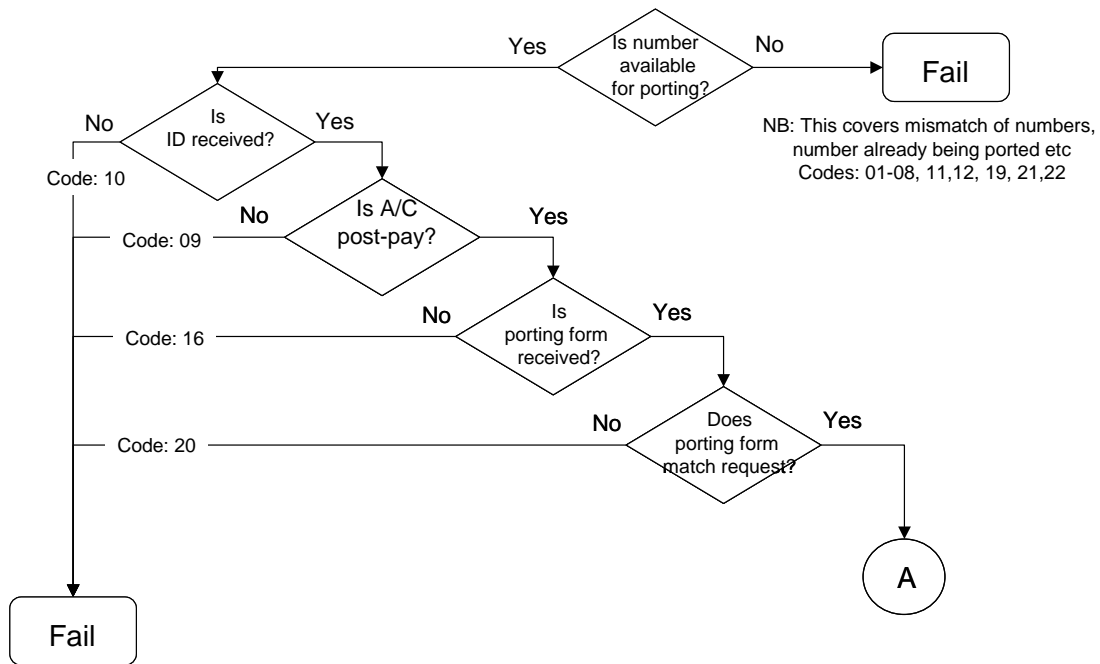 Is number
available
for porting?
Yes
No
Fail
NB: This covers mismatch of numbers,
number already being ported etc
Codes: 01-08, 11,12, 19, 21,22
Is
ID received?
No
Yes
Code: 10
Is A/C
post-pay?
No
Yes
Code: 09
Is
porting form
received?
No
Yes
Code: 16
Does
porting form
match request?
No
Yes
Code: 20
A
Fail